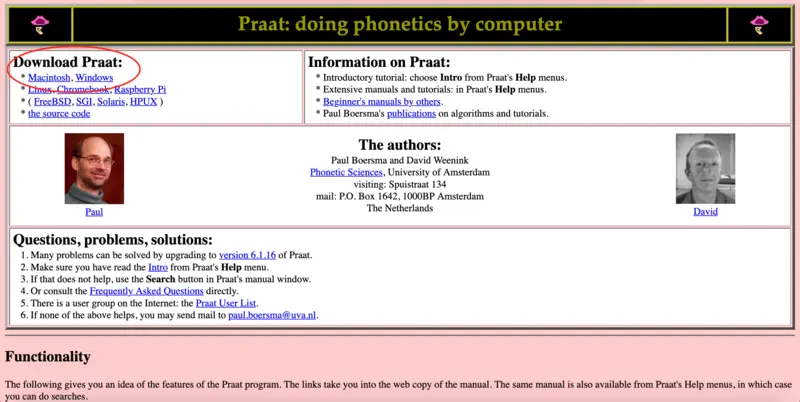 Praat: doing phonetics by computer
Download Praat:
* Macintosh, Windows
* Linux, Chromebook, Raspberry Pi
* ( FreeBSD, SGI, Solaris, HPUX )
* the source code
Information on Praat:
* Introductory tutorial: choose Intro from Praat's Help menus.
* Extensive manuals and tutorials: in Praat's Help menus.
* Beginner's manuals by others.
* Paul Boersma's publications on algorithms and tutorials.
Paul
The authors:
Paul Boersma and David Weenink
Phonetic Sciences, University of Amsterdam
visiting: Spuistraat 134
mail: P.O. Box 1642, 1000BP Amsterdam
The Netherlands
David
Questions, problems, solutions:
1. Many problems can be solved by upgrading to version 6.1.16 of Praat.
2. Make sure you have read the Intro from Praat's Help menu.
3. If that does not help, use the Search button in Praat's manual window.
4. Or consult the Frequently Asked Questions directly.
5. There is a user group on the Internet: the Praat User List.
6. If none of the above helps, you may send mail to paul.boersma@uva.nl.
Functionality
The following gives you an idea of the features of the Praat program. The links take you into the web copy of the manual. The same manual is also available from Praat's Help menus, in which case
you can do searches.